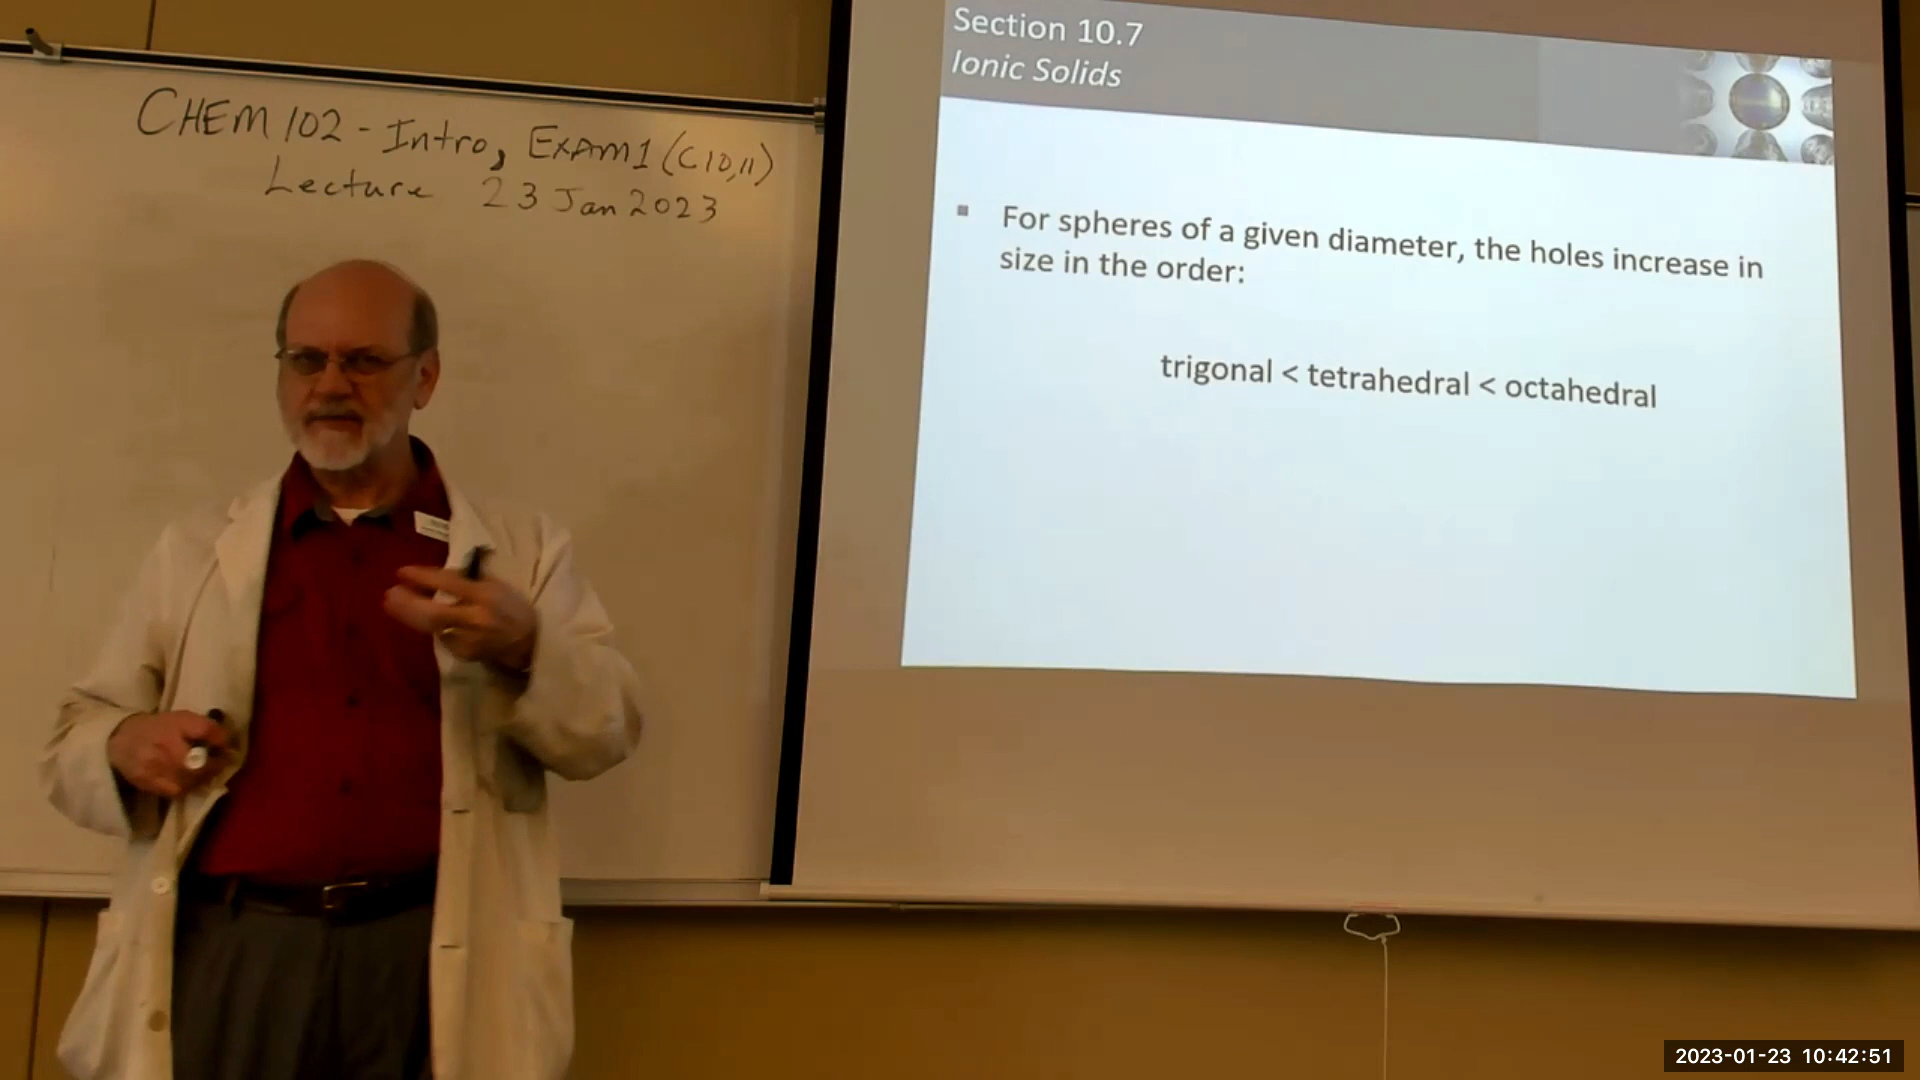 CHEM 102 - Intro, EXAM 1 (C10,11)
Lecture 23 Jan 2023
Section 10.7
Ionic Solids
▪ For spheres of a given diameter, the holes increase in
size in the order:
trigonal < tetrahedral < octahedral
2023-01-23 10:42:51